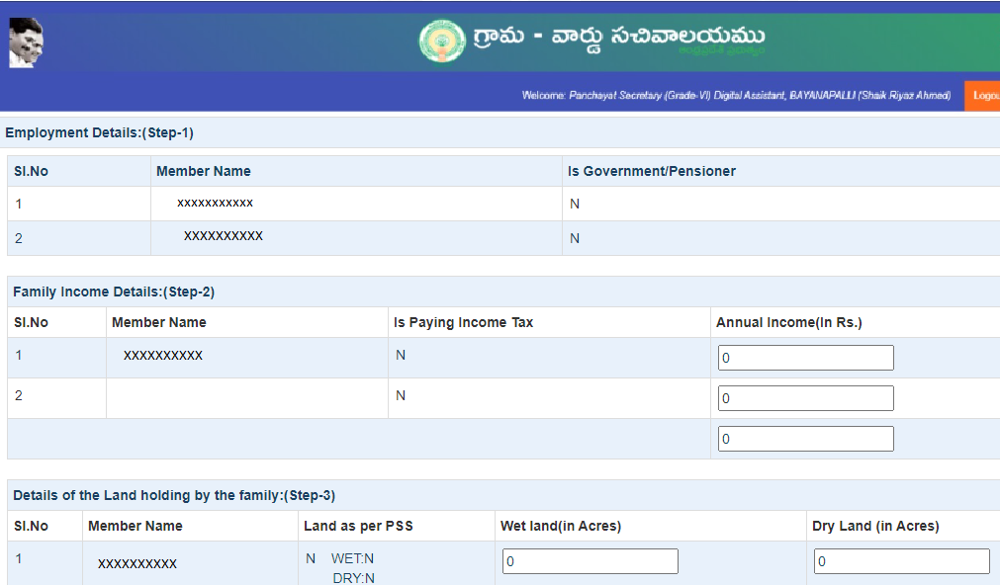 గ్రామ - వార్డు సచివాలయము
ఆంధ్రప్రదేశ్ ప్రభుత్వం
Welcome: Panchayat Secretary (Grade-VI) Digital Assistant, BAYANAPALLI (Shaik Riyaz Ahmed) Logou
Employment Details:(Step-1)
Sl.No Member Name Is Government/Pensioner
1 xxxxxxxxxxx N
2 XXXXXXXXXX N
Family Income Details:(Step-2)
Sl.No Member Name Is Paying Income Tax Annual Income(In Rs.)
1 XXXXXXXXXX N 0
2 N 0
0
Details of the Land holding by the family:(Step-3)
Sl.No Member Name Land as per PSS Wet land(in Acres) Dry Land (in Acres)
1 XXXXXXXXXX N WET:N 0 0
DRY:N